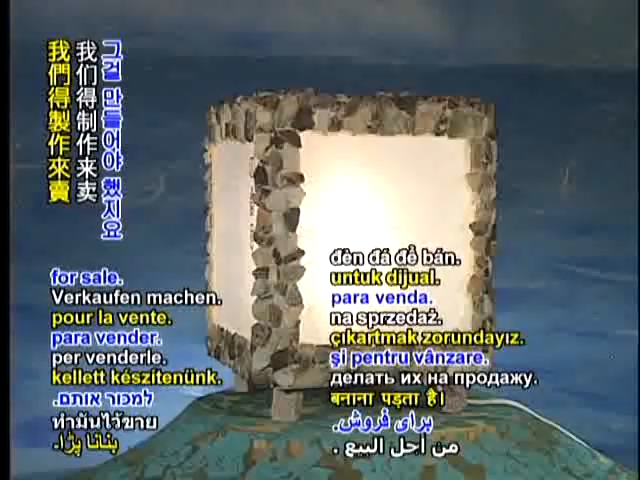 我們得製作來賣
我们得制作来卖
그걸 만들어야 했지요
for sale.
Verkaufen machen.
pour la vente.
para vender.
per venderle.
kellett készítenünk.
למכור אותם.
ทำมันไว้ขาย
بنانا پڑا.
đèn đá để bán.
untuk dijual.
para venda.
na sprzedaż.
çıkartmak zorundayız.
şi pentru vânzare.
делать их на продажу.
बनाना पड़ता है।
برای فروش.
من أجل البيع .